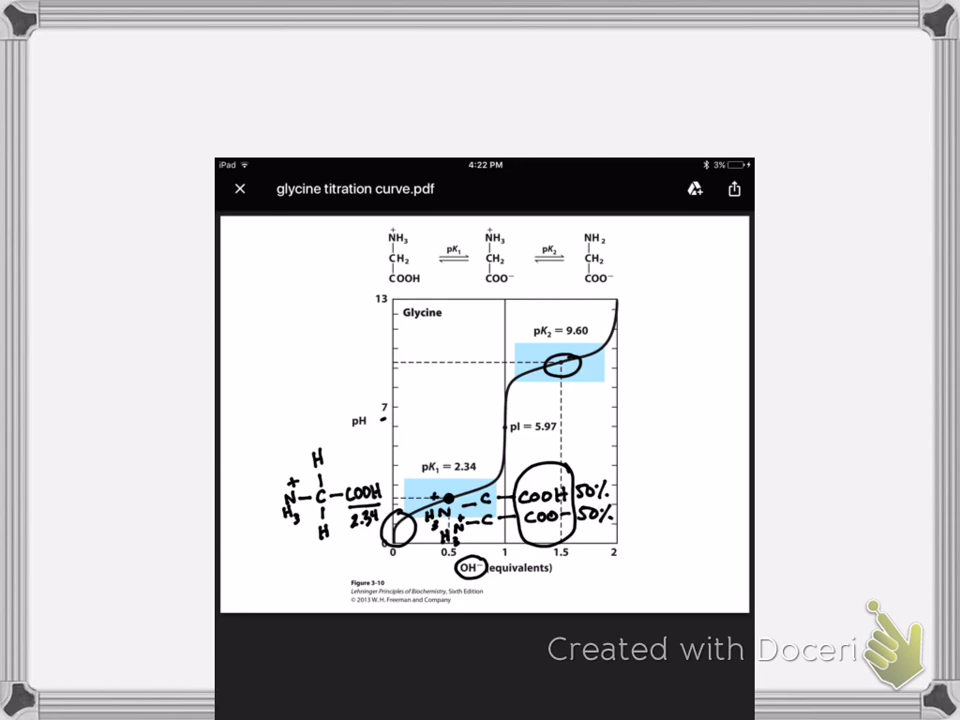 iPad 4:22 PM 3%
glycine titration curve.pdf
+ +
NH3 NH3 NH2
pK1 pK2
CH2 CH2 CH2
COOH COO− COO−
13
Glycine
pK2 = 9.60
7
pH
pI = 5.97
pK1 = 2.34
H
+
H3N — C — COOH
2.34
H
+
H3N — C — COOH 50%
+
H3N — C — COO− 50%
0
0 0.5 1 1.5 2
OH− (equivalents)
Figure 3-10
Lehninger Principles of Biochemistry, Sixth Edition
© 2013 W. H. Freeman and Company
Created with Doceri